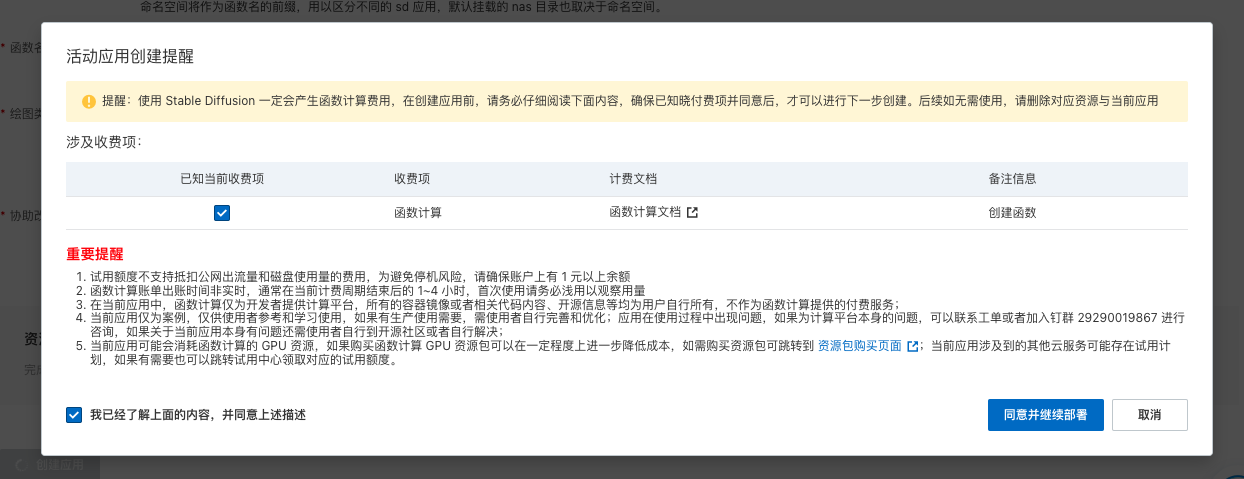 命名空间将作为函数名的前缀，用以区分不同的 sd 应用，默认挂载的 nas 目录也取决于命名空间。
活动应用创建提醒
* 函数名
提醒：使用 Stable Diffusion 一定会产生函数计算费用，在创建应用前，请务必仔细阅读下面内容，确保已知晓付费项并同意后，才可以进行下一步创建。后续如无需使用，请删除对应资源与当前应用
* 绘图类
涉及收费项：
已知当前收费项 收费项 计费文档 备注信息
* 协助改
函数计算 函数计算文档 创建函数
重要提醒
1. 试用额度不支持抵扣公网出流量和磁盘使用量的费用，为避免停机风险，请确保账户上有 1 元以上余额
2. 函数计算账单出账时间非实时，通常在当前计费周期结束后的 1~4 小时，首次使用请务必浅用以观察用量
3. 在当前应用中，函数计算仅为开发者提供计算平台，所有的容器镜像或者相关代码内容、开源信息等均为用户自行所有，不作为函数计算提供的付费服务；
4. 当前应用仅为案例，仅供使用者参考和学习使用，如果有生产使用需要，需使用者自行完善和优化；应用在使用过程中出现问题，如果为计算平台本身的问题，可以联系工单或者加入钉群 29290019867 进行
咨询，如果关于当前应用本身有问题还需使用者自行到开源社区或者自行解决；
5. 当前应用可能会消耗函数计算的 GPU 资源，如果购买函数计算 GPU 资源包可以在一定程度上进一步降低成本，如需购买资源包可跳转到 资源包购买页面 ；当前应用涉及到的其他云服务可能存在试用计
划，如果有需要也可以跳转试用中心领取对应的试用额度。
资
完
我已经了解上面的内容，并同意上述描述
同意并继续部署 取消
创建应用